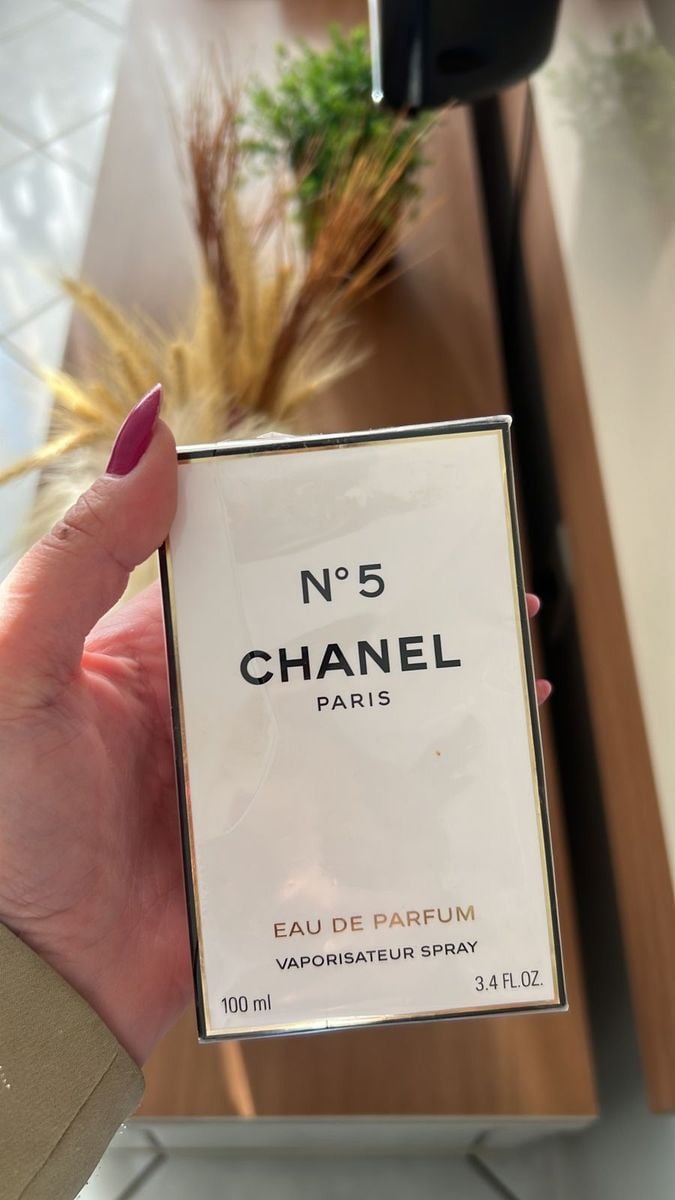 N°5
CHANEL
PARIS
EAU DE PARFUM
VAPORISATEUR SPRAY
100 ml
3.4 FL.OZ.